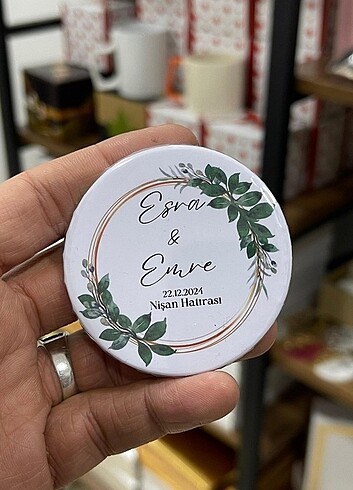 Esra
&
Emre
22.12.2024
Nişan Hatırası